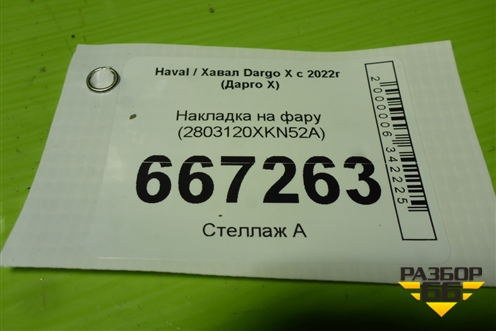 Haval / Хавал Dargo X с 2022г
(Дарго X)
Накладка на фару
(2803120XKN52A)
667263
Стеллаж А
2000006342225
РАЗБОР
66